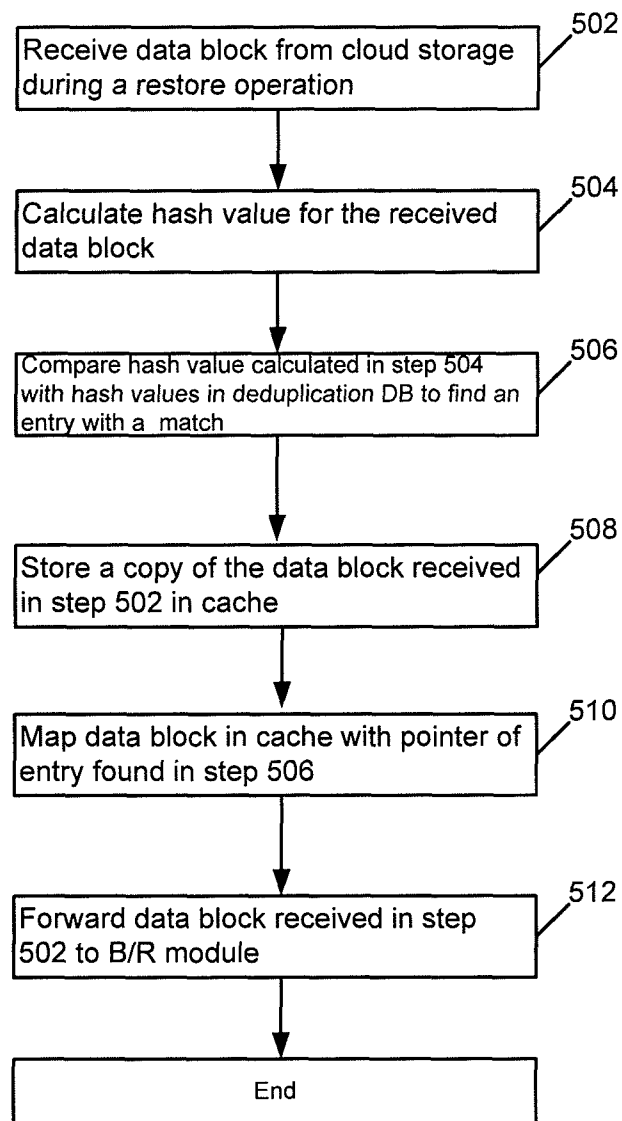 502
Receive data block from cloud storage
during a restore operation
504
Calculate hash value for the received
data block
506
Compare hash value calculated in step 504
with hash values in deduplication DB to find an
entry with a match
508
Store a copy of the data block received
in step 502 in cache
510
Map data block in cache with pointer of
entry found in step 506
512
Forward data block received in step
502 to B/R module
End